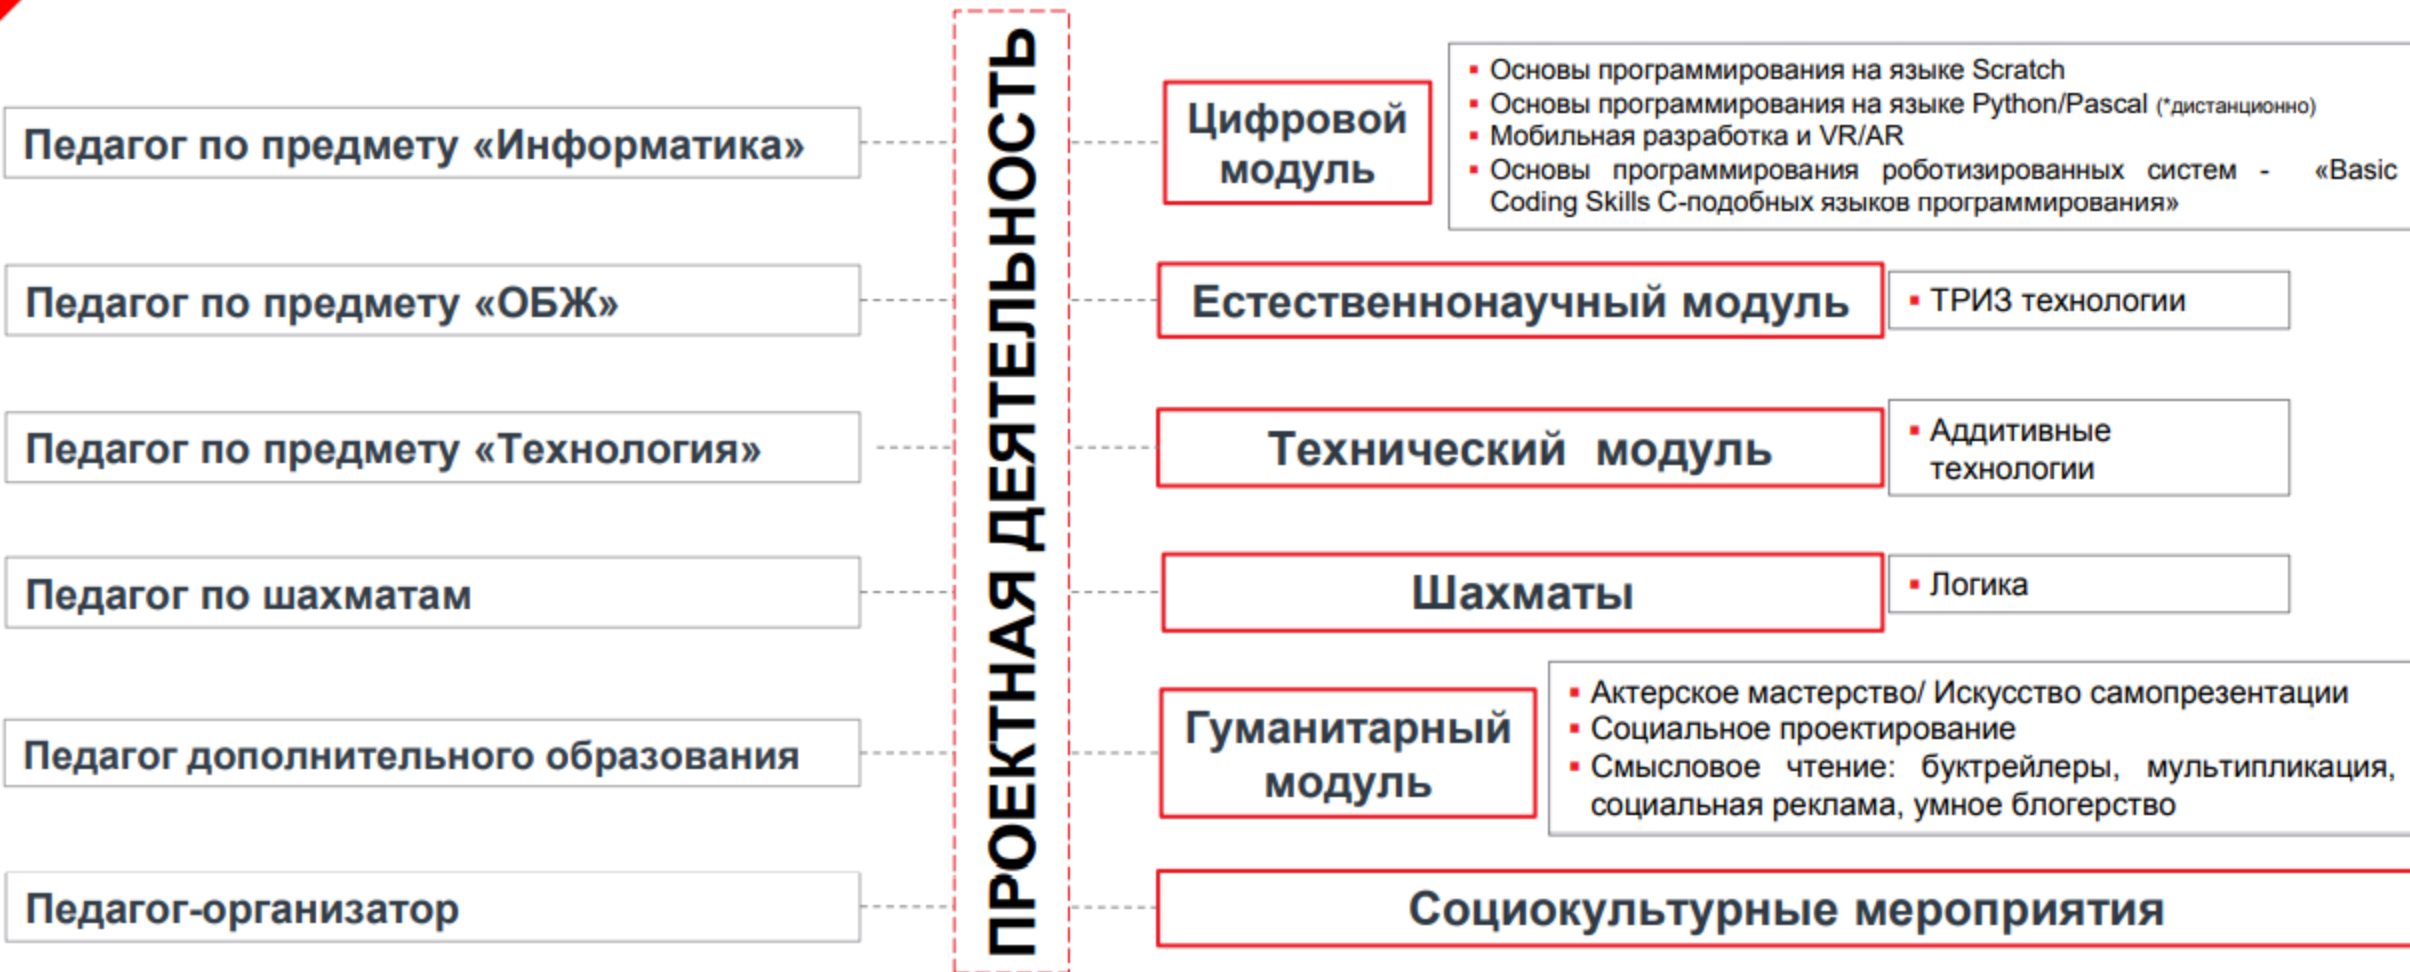 Педагог по предмету «Информатика»
Педагог по предмету «ОБЖ»
Педагог по предмету «Технология»
Педагог по шахматам
Педагог дополнительного образования
Педагог-организатор
ПРОЕКТНАЯ ДЕЯТЕЛЬНОСТЬ
Цифровой
модуль
▪ Основы программирования на языке Scratch
▪ Основы программирования на языке Python/Pascal (*дистанционно)
▪ Мобильная разработка и VR/AR
▪ Основы программирования роботизированных систем - «Basic
Coding Skills С-подобных языков программирования»
Естественнонаучный модуль
▪ ТРИЗ технологии
Технический модуль
▪ Аддитивные
технологии
Шахматы
▪ Логика
Гуманитарный
модуль
▪ Актерское мастерство/ Искусство самопрезентации
▪ Социальное проектирование
▪ Смысловое чтение: буктрейлеры, мультипликация,
социальная реклама, умное блогерство
Социокультурные мероприятия